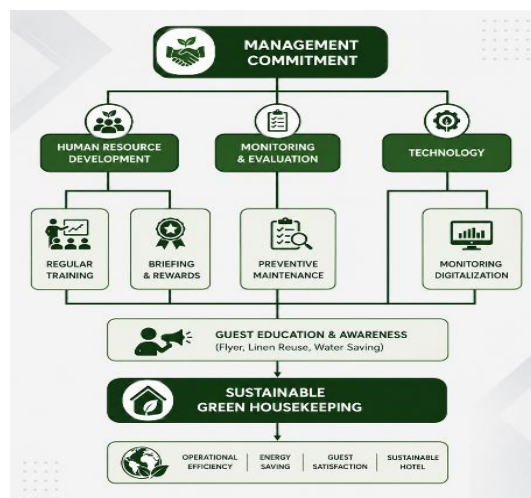 MANAGEMENT
COMMITMENT
HUMAN RESOURCE
DEVELOPMENT
MONITORING
& EVALUATION
TECHNOLOGY
REGULAR
TRAINING
BRIEFING
& REWARDS
PREVENTIVE
MAINTENANCE
MONITORING
DIGITALIZATION
GUEST EDUCATION & AWARENESS
(Flyer, Linen Reuse, Water Saving)
SUSTAINABLE
GREEN HOUSEKEEPING
OPERATIONAL
EFFICIENCY
ENERGY
SAVING
GUEST
SATISFACTION
SUSTAINABLE
HOTEL